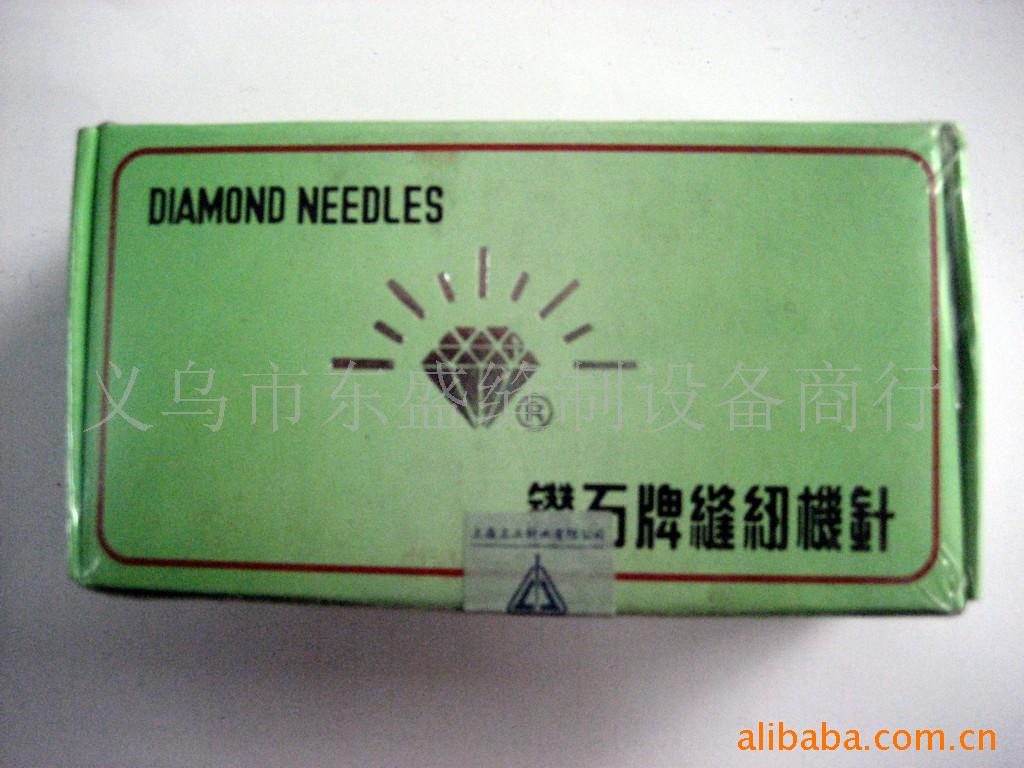 DIAMOND NEEDLES
义乌市东盛缝制设备商行
®
鑽石牌縫紉機針
alibaba.com.cn